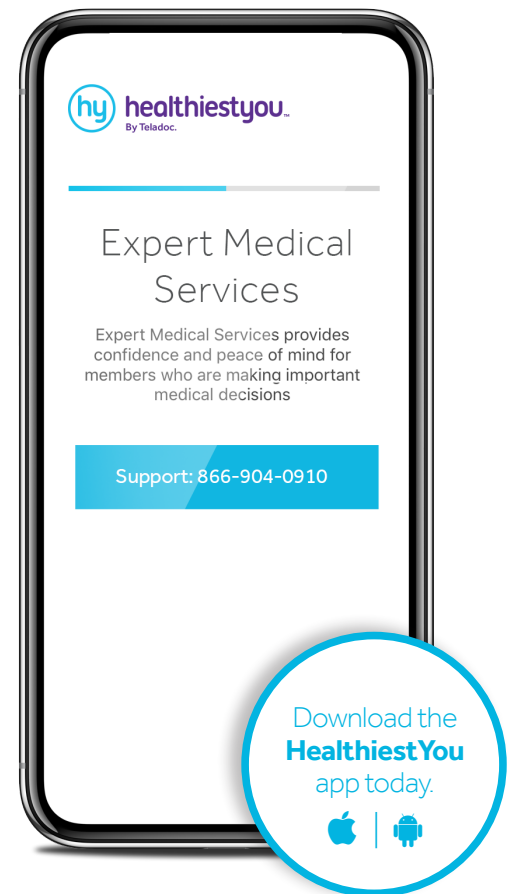 hy healthiestyou™
By Teladoc.
Expert Medical
Services
Expert Medical Services provides
confidence and peace of mind for
members who are making important
medical decisions
Support: 866-904-0910
Download the
HealthiestYou
app today.